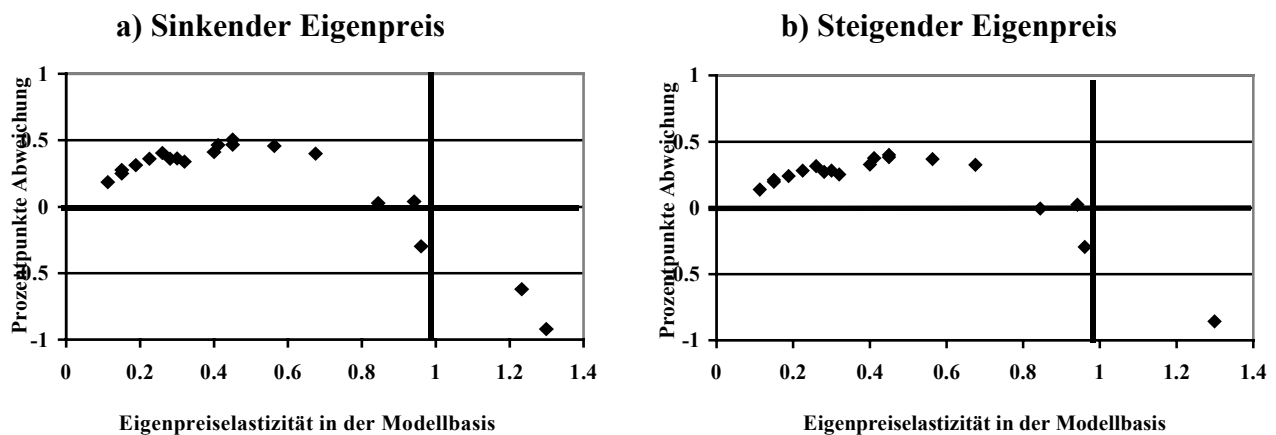 a) Sinkender Eigenpreis
Prozentpunkte Abweichung
1
0.5
0
-0.5
-1
0 0.2 0.4 0.6 0.8 1 1.2 1.4
Eigenpreiselastizität in der Modellbasis
b) Steigender Eigenpreis
Prozentpunkte Abweichung
1
0.5
0
-0.5
-1
0 0.2 0.4 0.6 0.8 1 1.2 1.4
Eigenpreiselastizität in der Modellbasis